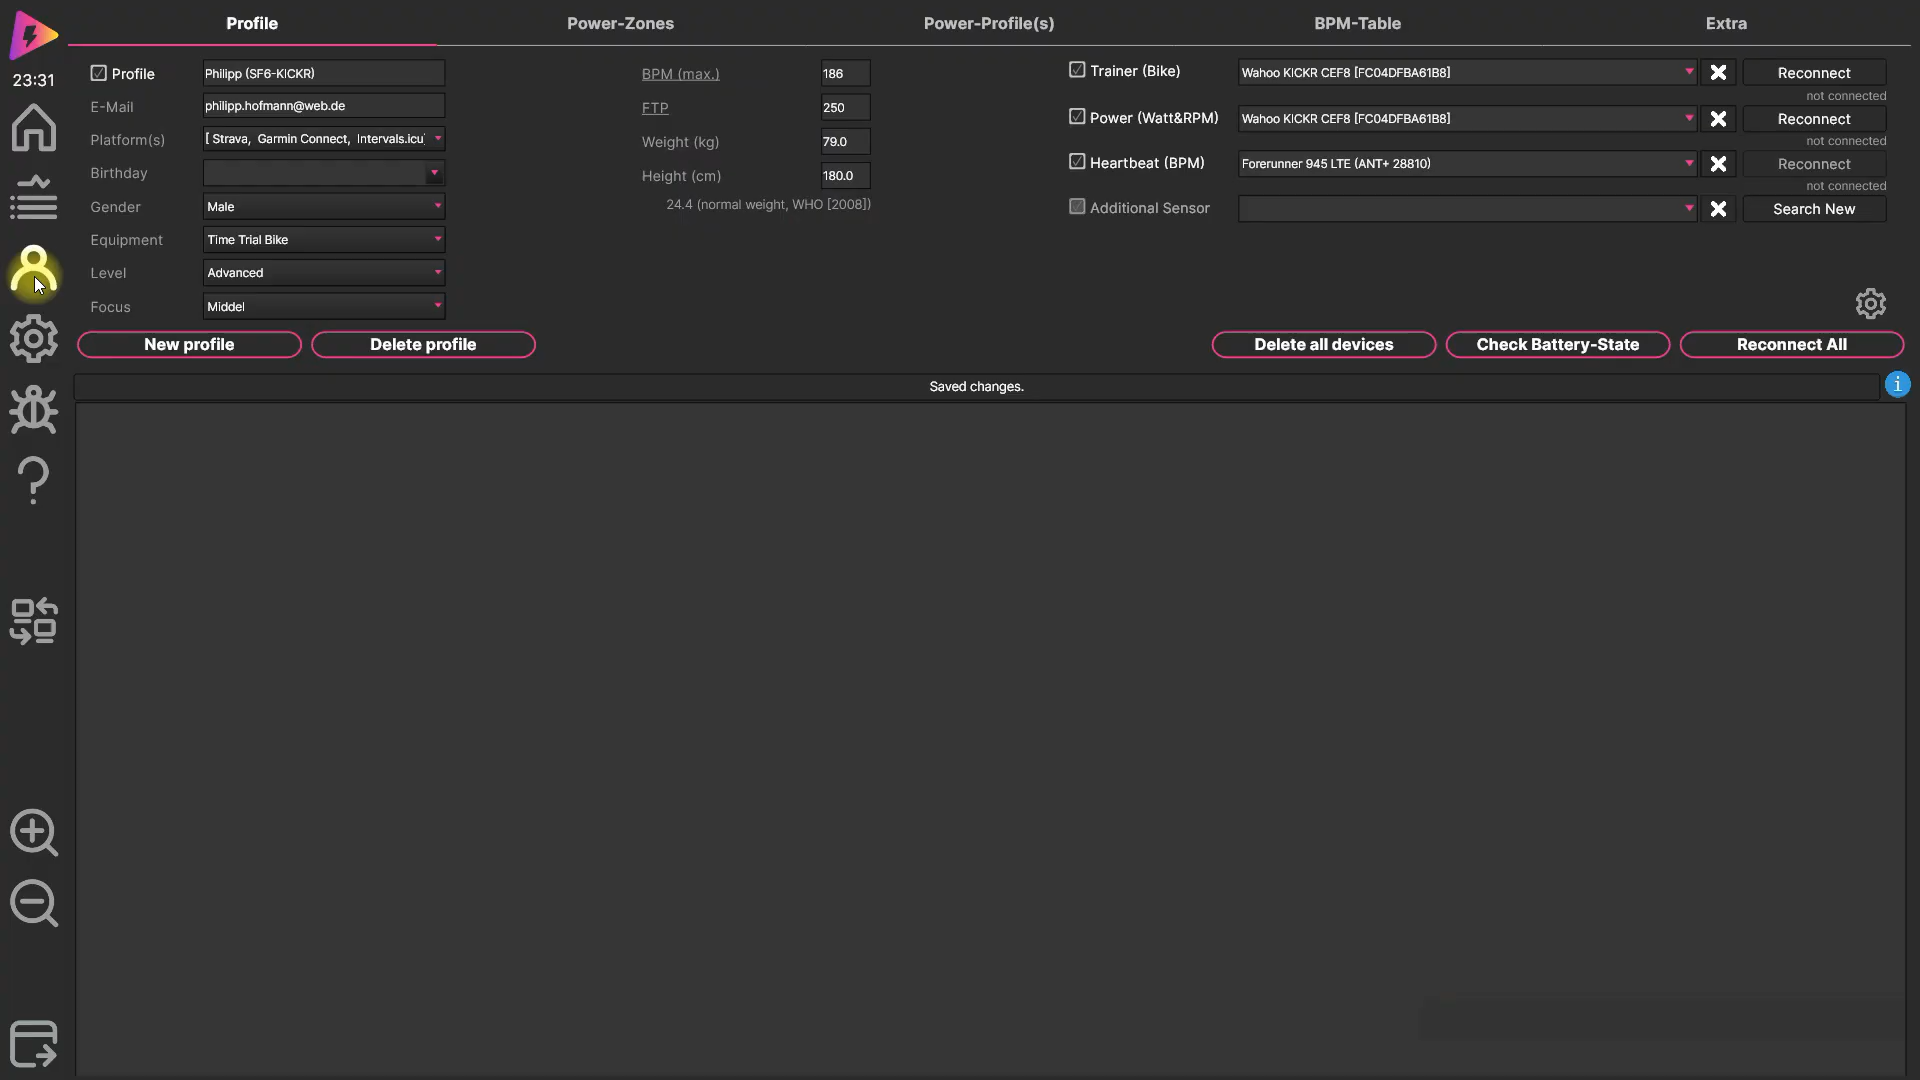 Profile
Power-Zones
Power-Profile(s)
BPM-Table
Extra
23:31
Profile
Philipp (SF6-KICKR)
E-Mail
philipp.hofmann@web.de
Platform(s)
[ Strava, Garmin Connect, Intervals.icu]
Birthday
Gender
Male
Equipment
Time Trial Bike
Level
Advanced
Focus
Middel
BPM (max.)
186
FTP
250
Weight (kg)
79.0
Height (cm)
180.0
24.4 (normal weight, WHO [2008])
Trainer (Bike)
Wahoo KICKR CEF8 [FC04DFBA61B8]
Reconnect
not connected
Power (Watt&RPM)
Wahoo KICKR CEF8 [FC04DFBA61B8]
Reconnect
not connected
Heartbeat (BPM)
Forerunner 945 LTE (ANT+ 28810)
Reconnect
not connected
Additional Sensor
Search New
New profile
Delete profile
Delete all devices
Check Battery-State
Reconnect All
Saved changes.
i